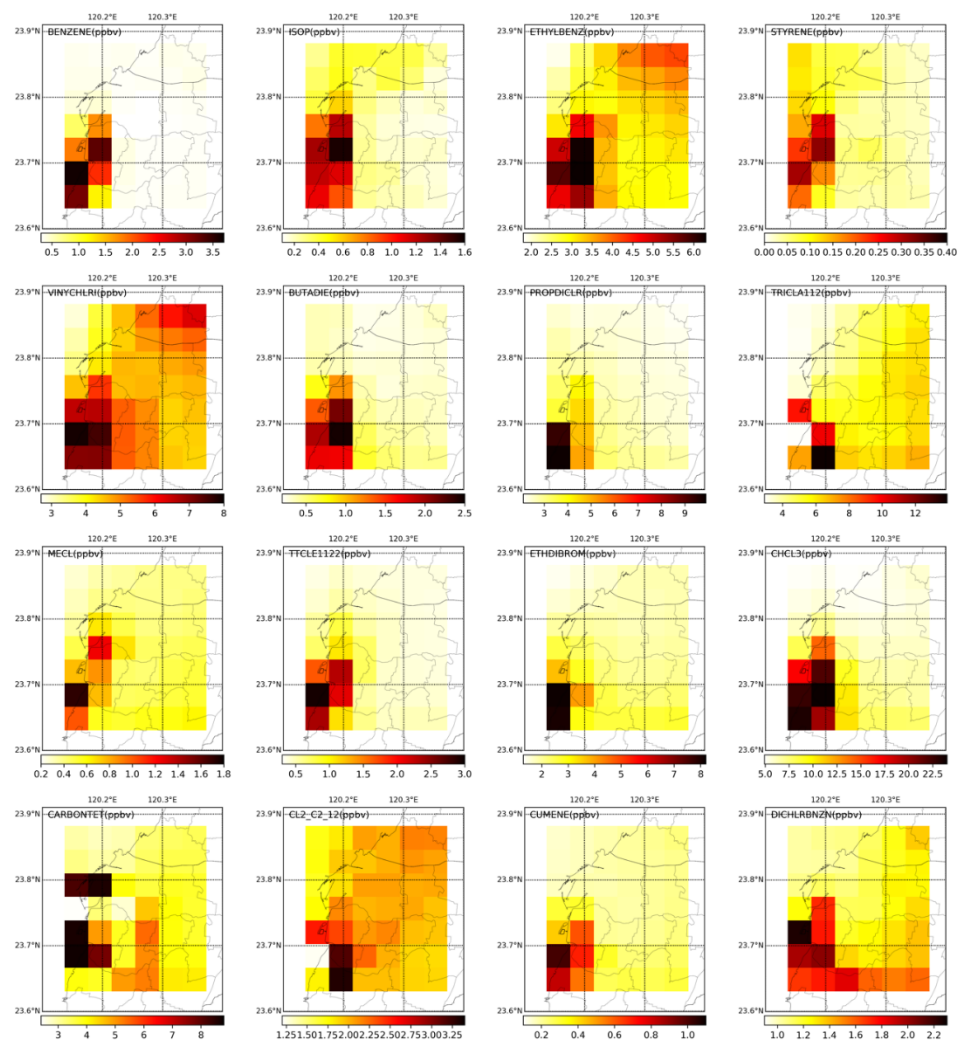 120.2°E 120.3°E 120.2°E 120.3°E 120.2°E 120.3°E 120.2°E 120.3°E
23.9°N BENZENE(ppbv) 23.9°N ISOP(ppbv) 23.9°N ETHYLBENZ(ppbv) 23.9°N STYRENE(ppbv)
23.8°N 23.8°N 23.8°N 23.8°N
23.7°N 23.7°N 23.7°N 23.7°N
23.6°N 23.6°N 23.6°N 23.6°N
0.5 1.0 1.5 2.0 2.5 3.0 3.5 0.2 0.4 0.6 0.8 1.0 1.2 1.4 1.6 2.0 2.5 3.0 3.5 4.0 4.5 5.0 5.5 6.0 0.00 0.05 0.10 0.15 0.20 0.25 0.30 0.35 0.40
120.2°E 120.3°E 120.2°E 120.3°E 120.2°E 120.3°E 120.2°E 120.3°E
23.9°N VINYCHLRI(ppbv) 23.9°N BUTADIE(ppbv) 23.9°N PROPDICLR(ppbv) 23.9°N TRICLA112(ppbv)
23.8°N 23.8°N 23.8°N 23.8°N
23.7°N 23.7°N 23.7°N 23.7°N
23.6°N 23.6°N 23.6°N 23.6°N
3 4 5 6 7 8 0.5 1.0 1.5 2.0 2.5 3 4 5 6 7 8 9 4 6 8 10 12
120.2°E 120.3°E 120.2°E 120.3°E 120.2°E 120.3°E 120.2°E 120.3°E
23.9°N MECL(ppbv) 23.9°N TTCLE1122(ppbv) 23.9°N ETHDIBROM(ppbv) 23.9°N CHCL3(ppbv)
23.8°N 23.8°N 23.8°N 23.8°N
23.7°N 23.7°N 23.7°N 23.7°N
23.6°N 23.6°N 23.6°N 23.6°N
0.2 0.4 0.6 0.8 1.0 1.2 1.4 1.6 1.8 0.5 1.0 1.5 2.0 2.5 3.0 2 3 4 5 6 7 8 5.0 7.5 10.0 12.5 15.0 17.5 20.0 22.5
120.2°E 120.3°E 120.2°E 120.3°E 120.2°E 120.3°E 120.2°E 120.3°E
23.9°N CARBONTET(ppbv) 23.9°N CL2_C2_12(ppbv) 23.9°N CUMENE(ppbv) 23.9°N DICHLRBNZN(ppbv)
23.8°N 23.8°N 23.8°N 23.8°N
23.7°N 23.7°N 23.7°N 23.7°N
23.6°N 23.6°N 23.6°N 23.6°N
3 4 5 6 7 8 1.25 1.50 1.75 2.00 2.25 2.50 2.75 3.00 3.25 0.2 0.4 0.6 0.8 1.0 1.0 1.2 1.4 1.6 1.8 2.0 2.2